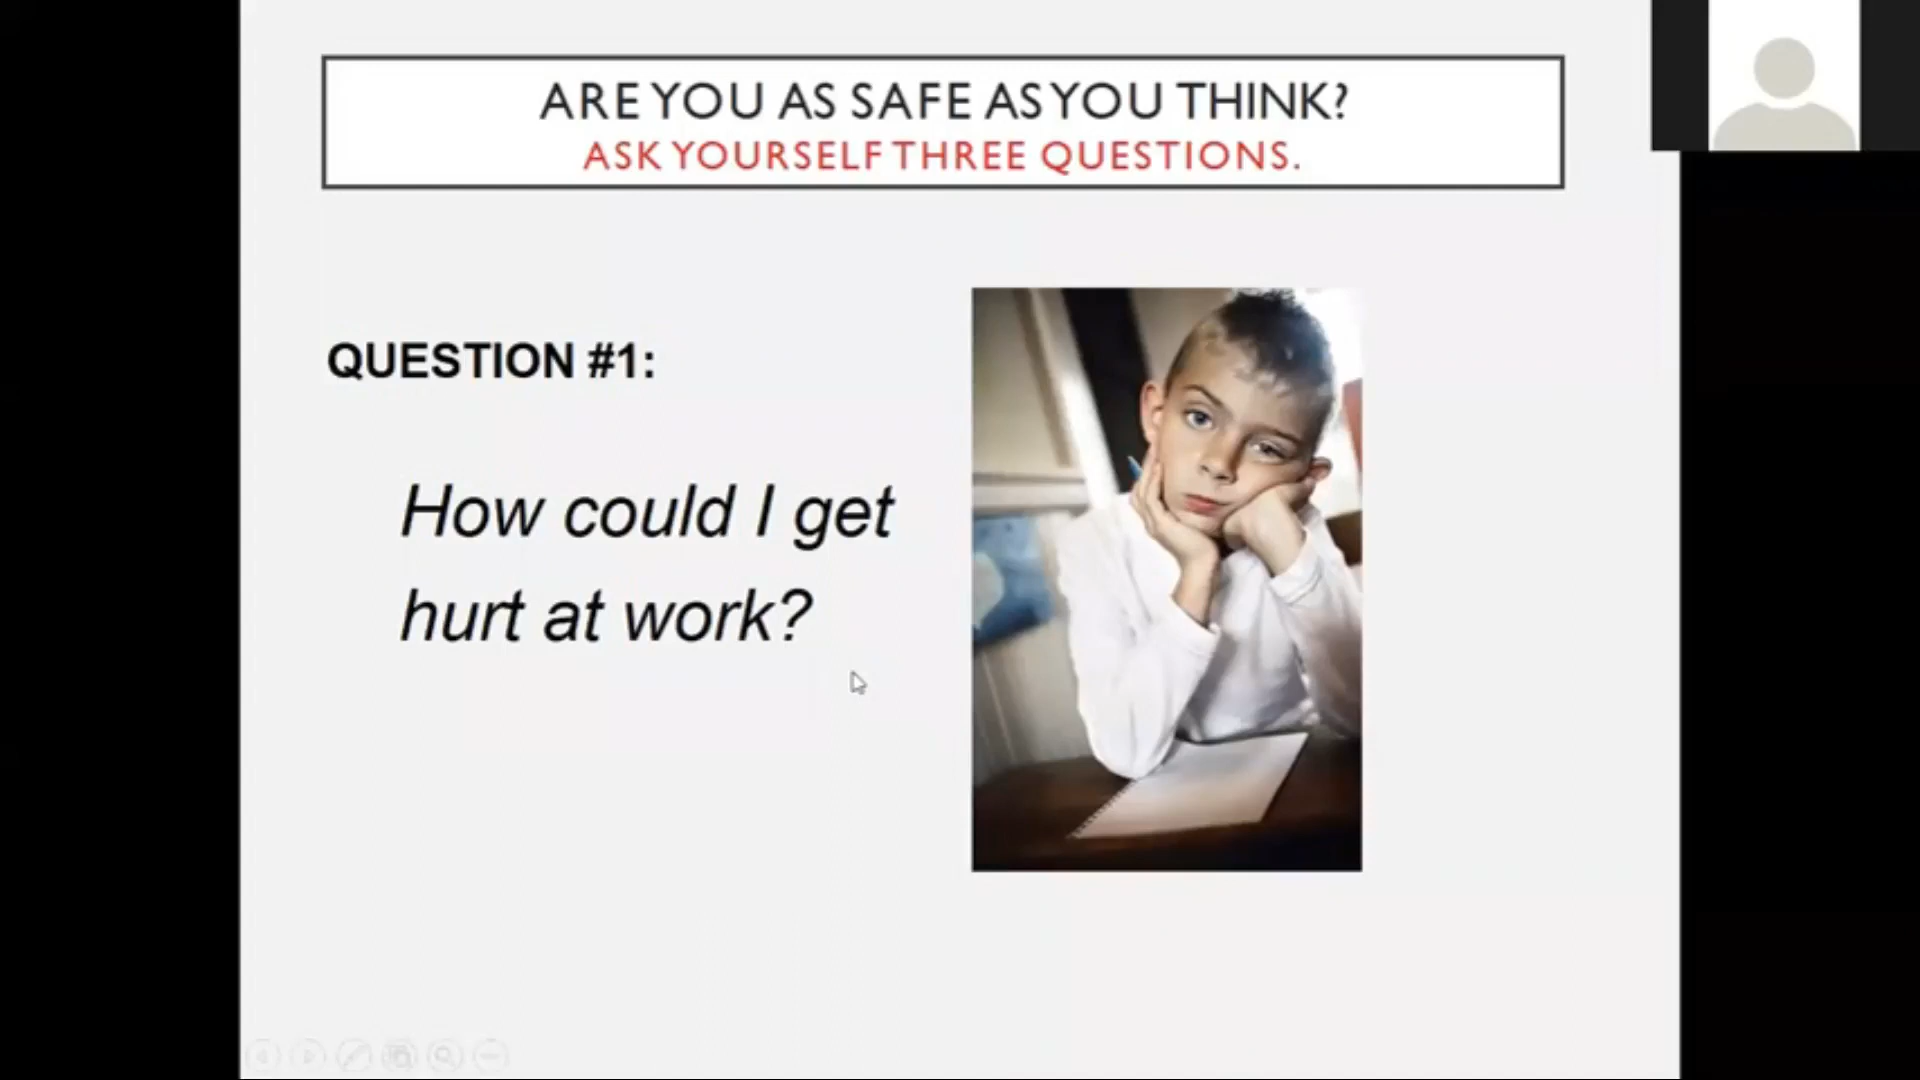 ARE YOU AS SAFE AS YOU THINK?
ASK YOURSELF THREE QUESTIONS.
QUESTION #1:
How could I get
hurt at work?